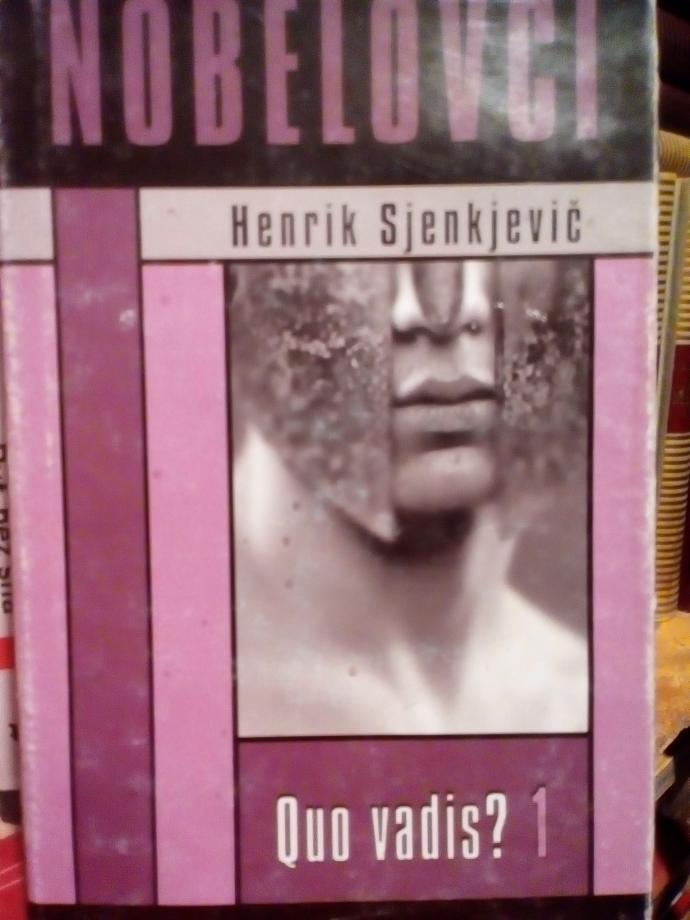 NOBELOVCI
Henrik Sjenkjevič
Quo vadis? 1